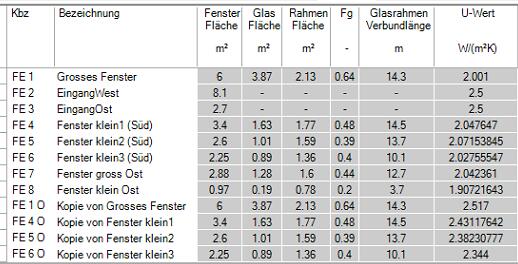 Kbz Bezeichnung Fenster Fläche Glas Fläche Rahmen Fläche Fg Glasrahmen Verbundlänge U-Wert
m² m² m² - m W/(m²K)
FE 1 Grosses Fenster 6 3.87 2.13 0.64 14.3 2.001
FE 2 EingangWest 8.1 - - - - 2.5
FE 3 EingangOst 2.7 - - - - 2.5
FE 4 Fenster klein1 (Süd) 3.4 1.63 1.77 0.48 14.5 2.047647
FE 5 Fenster klein2 (Süd) 2.6 1.01 1.59 0.39 13.7 2.07153845
FE 6 Fenster klein3 (Süd) 2.25 0.89 1.36 0.4 10.1 2.02755547
FE 7 Fenster gross Ost 2.88 1.28 1.6 0.44 12.7 2.042361
FE 8 Fenster klein Ost 0.97 0.19 0.78 0.2 3.7 1.90721643
FE 1 O Kopie von Grosses Fenster 6 3.87 2.13 0.64 14.3 2.517
FE 4 O Kopie von Fenster klein1 3.4 1.63 1.77 0.48 14.5 2.43117642
FE 5 O Kopie von Fenster klein2 2.6 1.01 1.59 0.39 13.7 2.38230777
FE 6 O Kopie von Fenster klein3 2.25 0.89 1.36 0.4 10.1 2.344